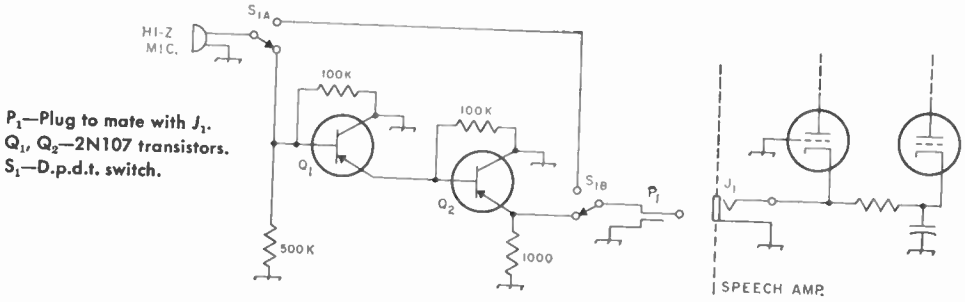 S1A
HI-Z
MIC.
100K
100K
P1—Plug to mate with J1.
Q1, Q2—2N107 transistors.
S1—D.p.d.t. switch.
Q1
Q2
S1B
P1
J1
500K
100Ω
SPEECH AMP.